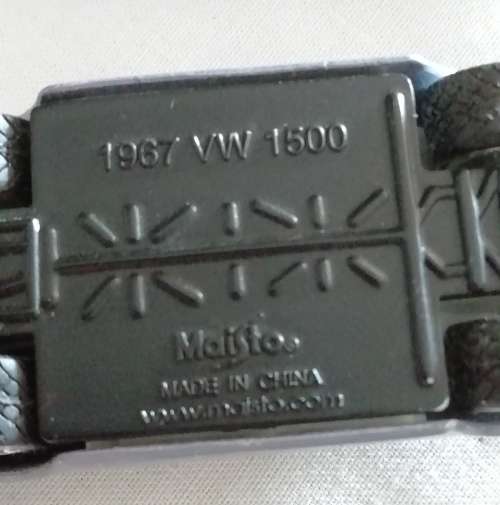 1967 VW 1500
Maisto®
MADE IN CHINA
www.maisto.com